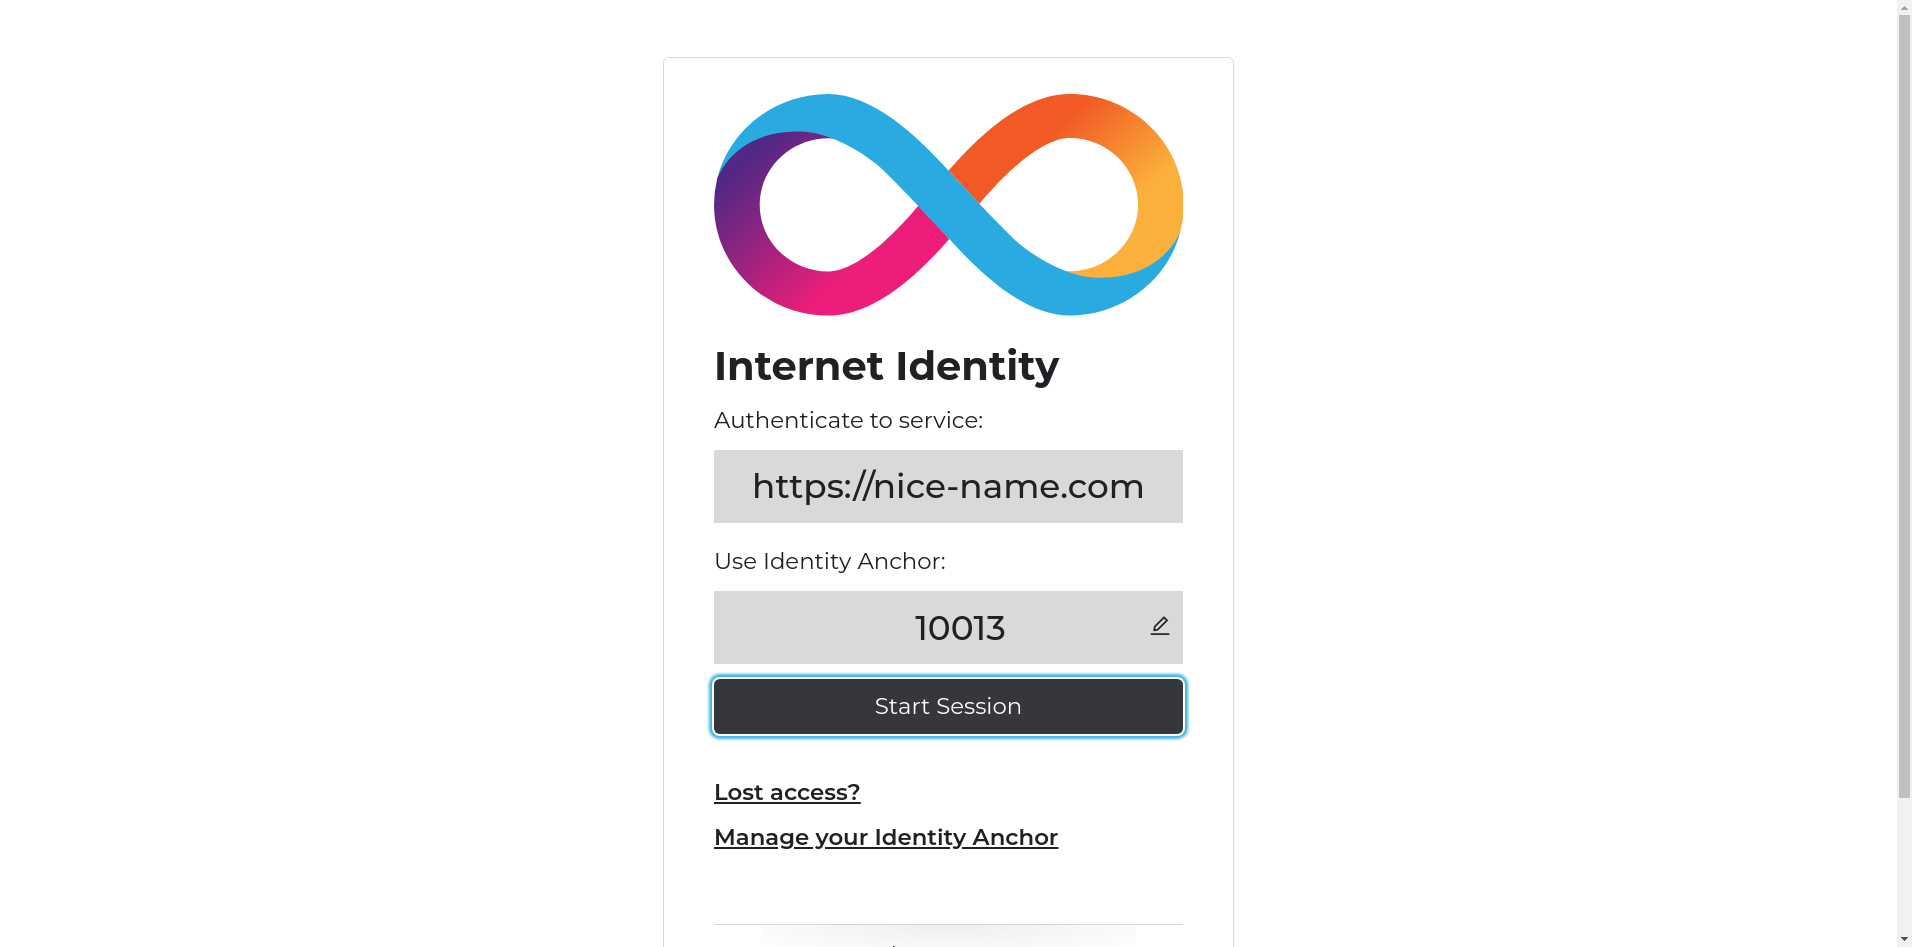 Internet Identity
Authenticate to service:
https://nice-name.com
Use Identity Anchor:
10013
Start Session
Lost access?
Manage your Identity Anchor